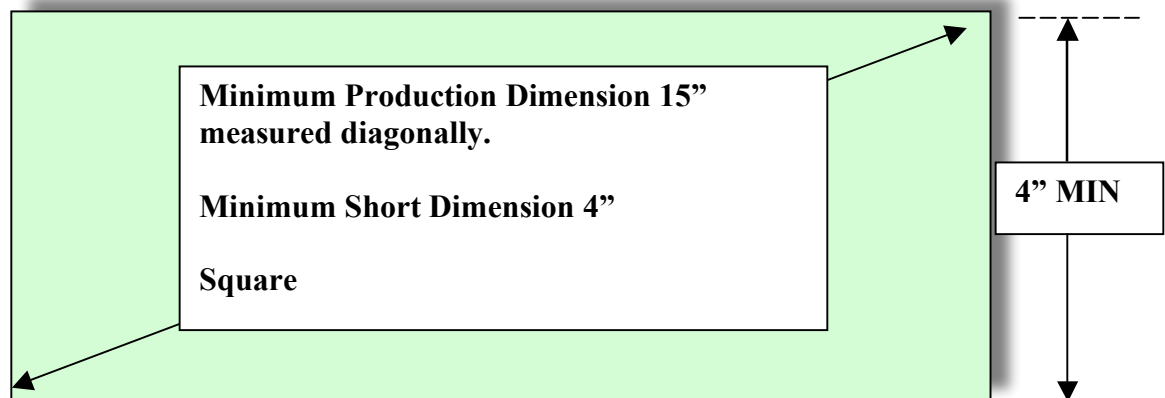 Minimum Production Dimension 15”
measured diagonally.
Minimum Short Dimension 4”
Square
4” MIN